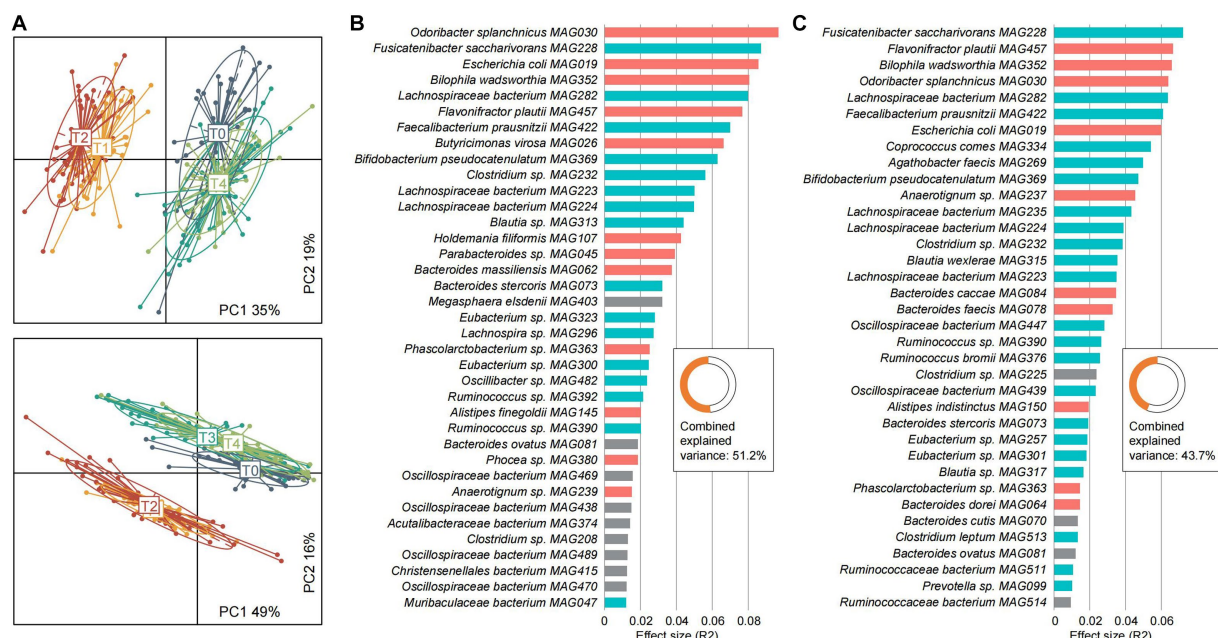 A
T2
T1
T0
T4
PC1 35%
PC2 19%
T3
T4
T0
T2
PC1 49%
PC2 16%
B
Odoribacter splanchnicus MAG030
Fusicatenibacter saccharivorans MAG228
Escherichia coli MAG019
Bilophila wadsworthia MAG352
Lachnospiraceae bacterium MAG282
Flavonifractor plautii MAG457
Faecalibacterium prausnitzii MAG422
Butyricimonas virosa MAG026
Bifidobacterium pseudocatenulatum MAG369
Clostridium sp. MAG232
Lachnospiraceae bacterium MAG223
Lachnospiraceae bacterium MAG224
Blautia sp. MAG313
Holdemania filiformis MAG107
Parabacteroides sp. MAG045
Bacteroides massiliensis MAG062
Bacteroides stercoris MAG073
Megasphaera elsdenii MAG403
Eubacterium sp. MAG323
Lachnospira sp. MAG296
Phascolarctobacterium sp. MAG363
Eubacterium sp. MAG300
Oscillibacter sp. MAG482
Ruminococcus sp. MAG392
Alistipes finegoldii MAG145
Ruminococcus sp. MAG390
Bacteroides ovatus MAG081
Phocea sp. MAG380
Oscillospiraceae bacterium MAG469
Anaerotignum sp. MAG239
Oscillospiraceae bacterium MAG438
Acutalibacteraceae bacterium MAG374
Clostridium sp. MAG208
Oscillospiraceae bacterium MAG489
Christensenellales bacterium MAG415
Oscillospiraceae bacterium MAG470
Muribaculaceae bacterium MAG047
0 0.02 0.04 0.06 0.08
Effect size (R2)
Combined
explained
variance: 51.2%
C
Fusicatenibacter saccharivorans MAG228
Flavonifractor plautii MAG457
Bilophila wadsworthia MAG352
Odoribacter splanchnicus MAG030
Lachnospiraceae bacterium MAG282
Faecalibacterium prausnitzii MAG422
Escherichia coli MAG019
Coprococcus comes MAG334
Agathobacter faecis MAG269
Bifidobacterium pseudocatenulatum MAG369
Anaerotignum sp. MAG237
Lachnospiraceae bacterium MAG235
Lachnospiraceae bacterium MAG224
Clostridium sp. MAG232
Blautia wexlerae MAG315
Lachnospiraceae bacterium MAG223
Bacteroides caccae MAG084
Bacteroides faecis MAG078
Oscillospiraceae bacterium MAG447
Ruminococcus sp. MAG390
Ruminococcus bromii MAG376
Clostridium sp. MAG225
Oscillospiraceae bacterium MAG439
Alistipes indistinctus MAG150
Bacteroides stercoris MAG073
Eubacterium sp. MAG257
Eubacterium sp. MAG301
Blautia sp. MAG317
Phascolarctobacterium sp. MAG363
Bacteroides dorei MAG064
Bacteroides cutis MAG070
Clostridium leptum MAG513
Bacteroides ovatus MAG081
Ruminococcaceae bacterium MAG511
Prevotella sp. MAG099
Ruminococcaceae bacterium MAG514
0 0.02 0.04 0.06 0.08
Effect size (R2)
Combined
explained
variance: 43.7%